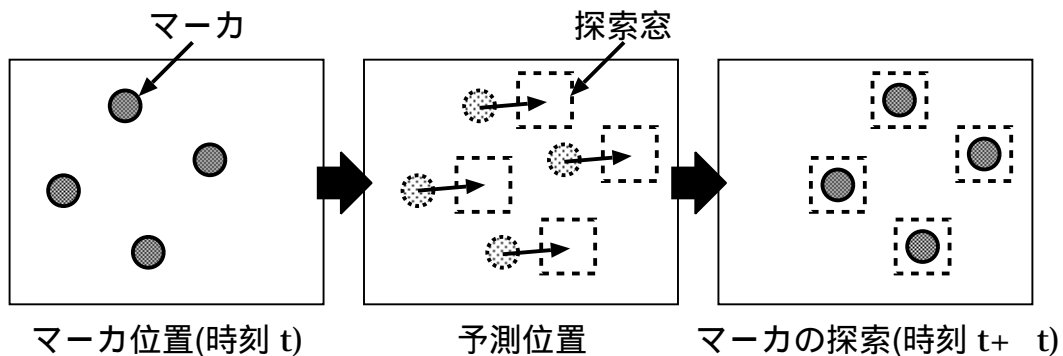 マーカ
探索窓
マーカ位置(時刻 t)
予測位置
マーカの探索(時刻 t+ t)